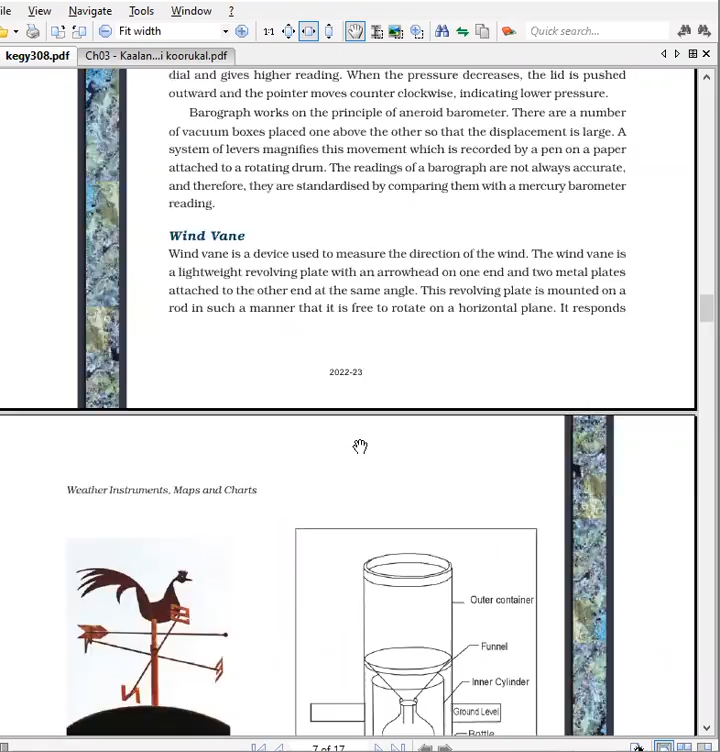 ile View Navigate Tools Window ?
Fit width 1:1 Quick search...
kegy308.pdf Ch03 - Kaalan...i koorukal.pdf
dial and gives higher reading. When the pressure decreases, the lid is pushed
outward and the pointer moves counter clockwise, indicating lower pressure.
Barograph works on the principle of aneroid barometer. There are a number
of vacuum boxes placed one above the other so that the displacement is large. A
system of levers magnifies this movement which is recorded by a pen on a paper
attached to a rotating drum. The readings of a barograph are not always accurate,
and therefore, they are standardised by comparing them with a mercury barometer
reading.
Wind Vane
Wind vane is a device used to measure the direction of the wind. The wind vane is
a lightweight revolving plate with an arrowhead on one end and two metal plates
attached to the other end at the same angle. This revolving plate is mounted on a
rod in such a manner that it is free to rotate on a horizontal plane. It responds
2022-23
Weather Instruments, Maps and Charts
Outer container
Funnel
Inner Cylinder
Ground Level
Bottle
7 of 17